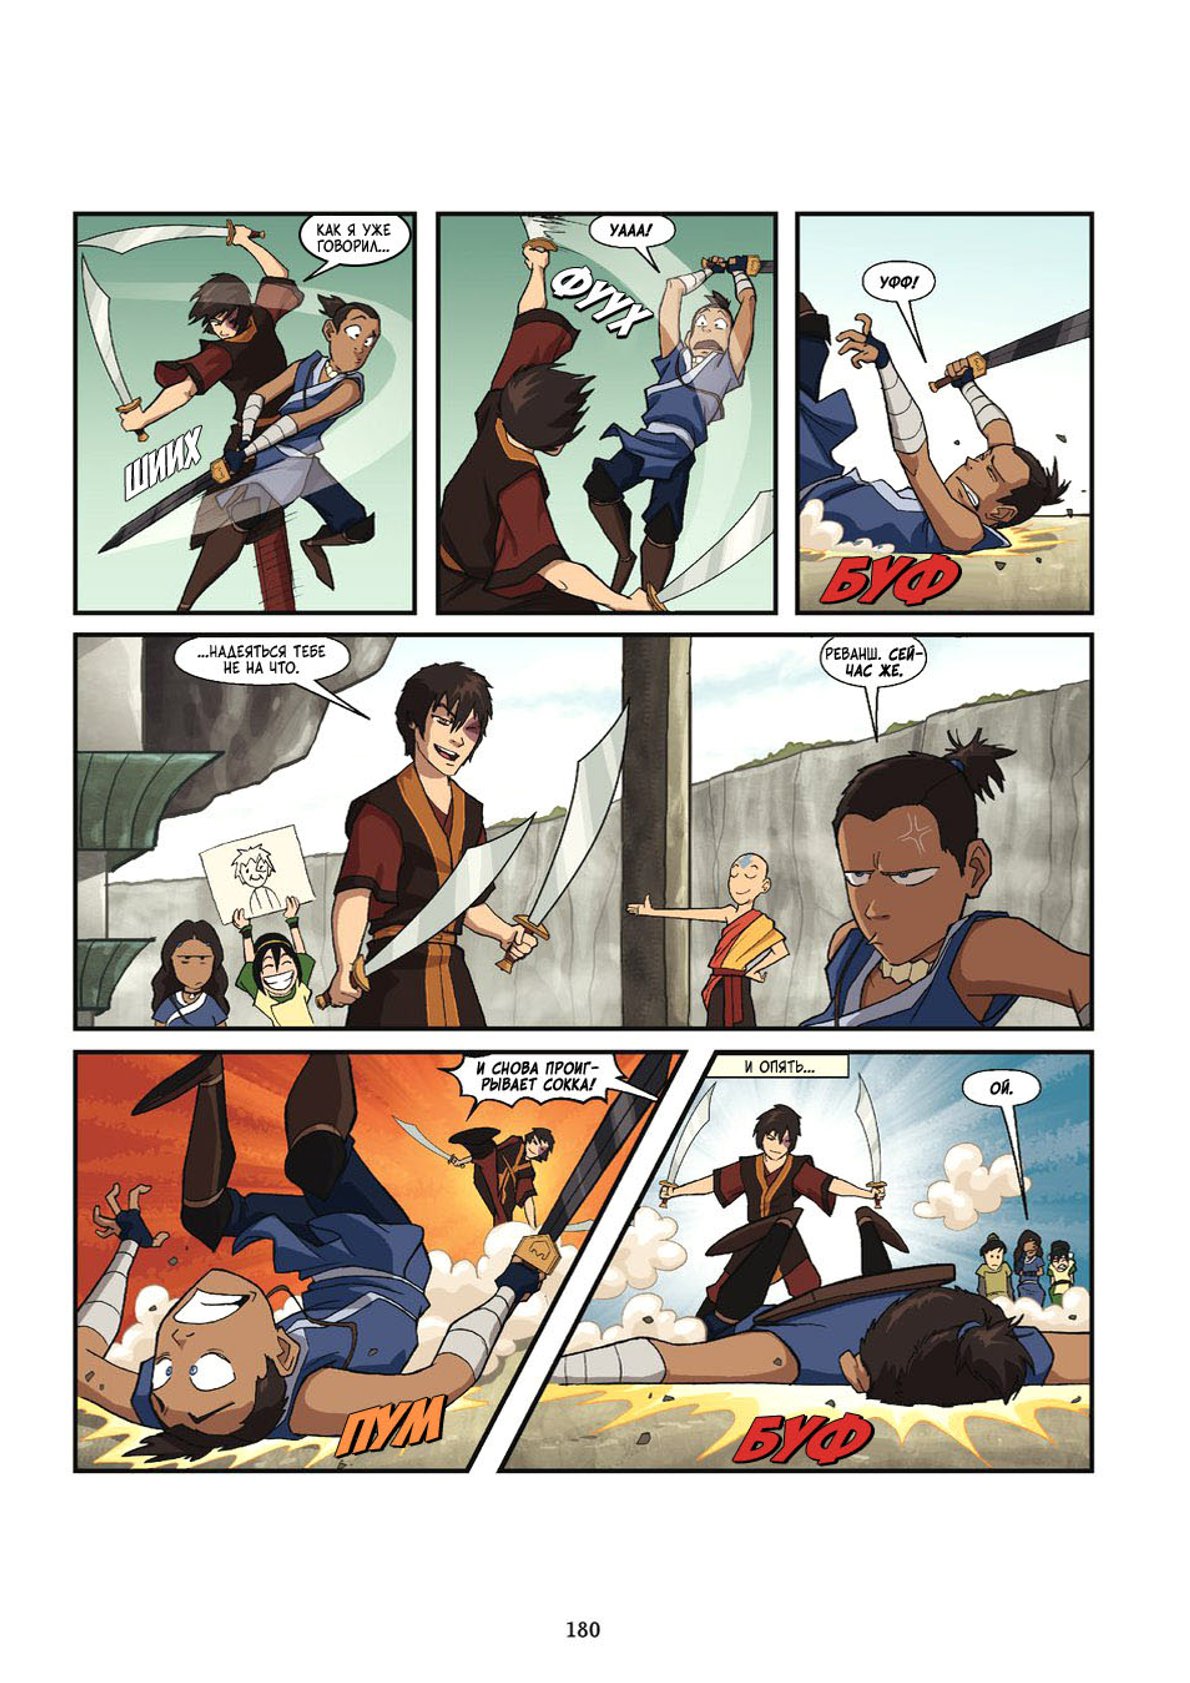 КАК Я УЖЕ
ГОВОРИЛ...
ШИИХ
УААА!
ФУУХ
УФФ!
БУФ
...НАДЕЯТЬСЯ ТЕБЕ
НЕ НА ЧТО.
РЕВАНШ. СЕЙ-
ЧАС ЖЕ.
И СНОВА ПРОИГ-
РЫВАЕТ СОККА!
ПУМ
И ОПЯТЬ...
ОЙ.
БУФ
180